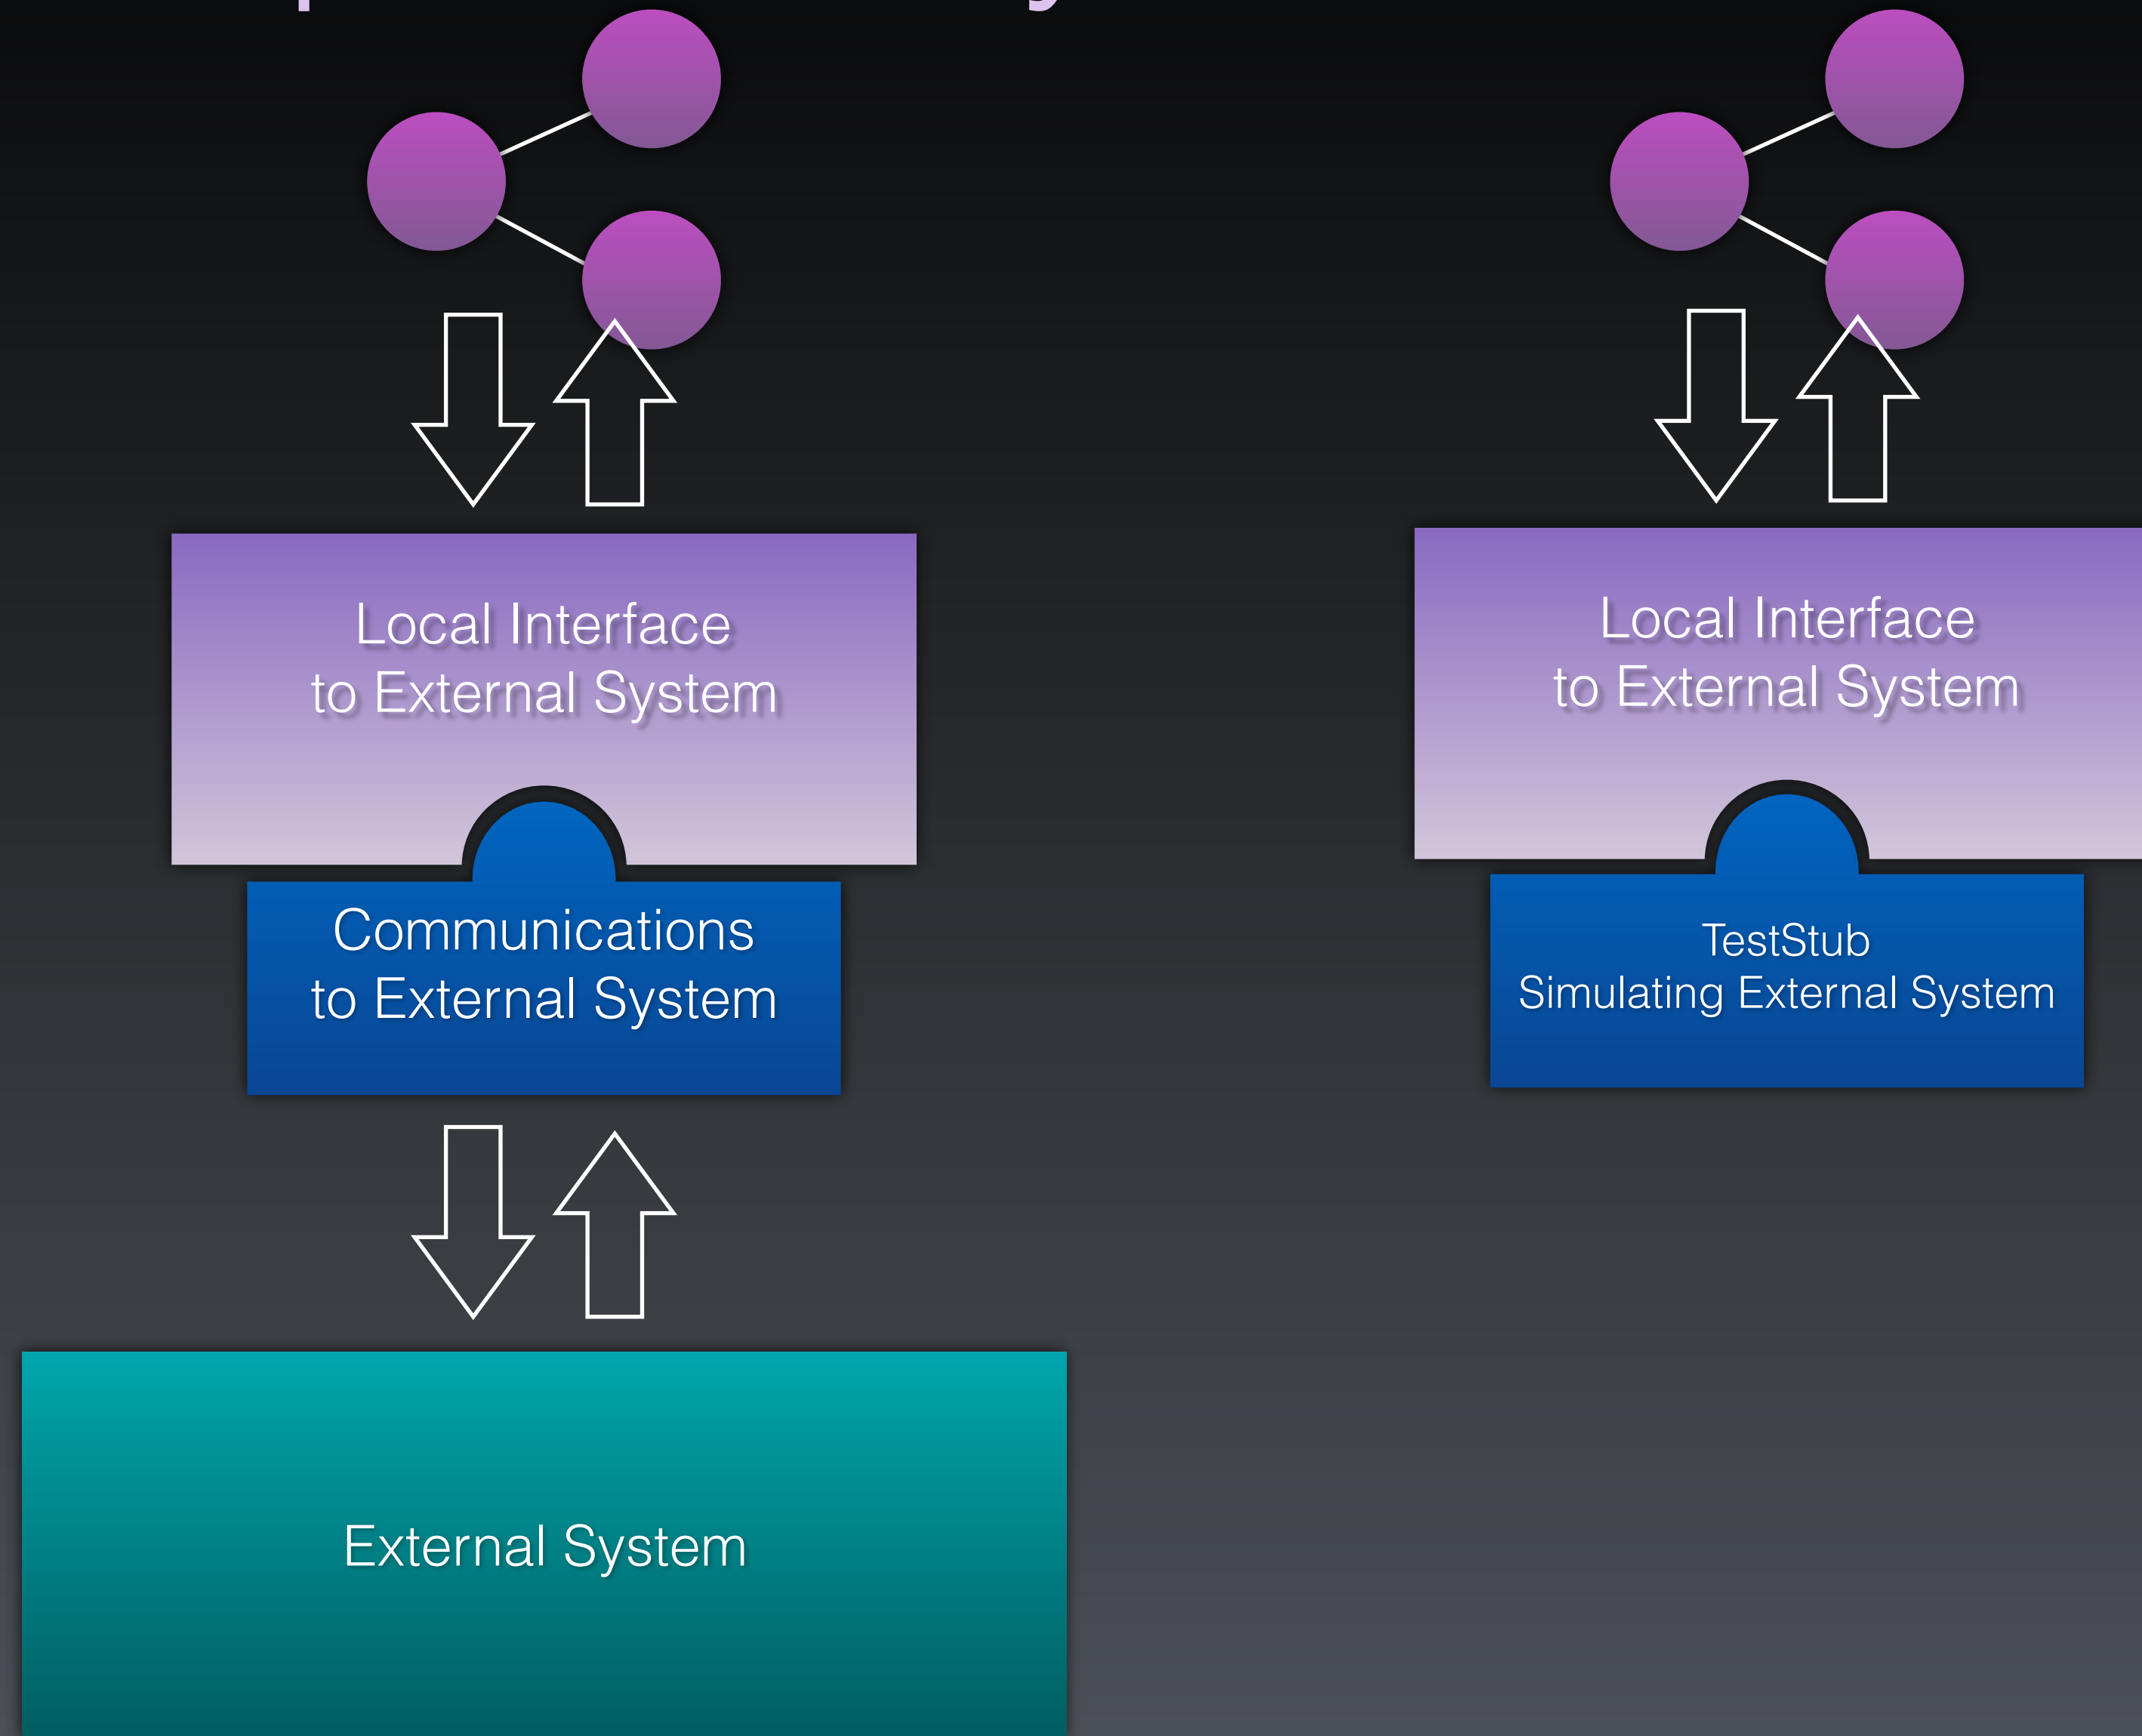 Local Interface
to External System
Communications
to External System
External System
Local Interface
to External System
TestStub
Simulating External System